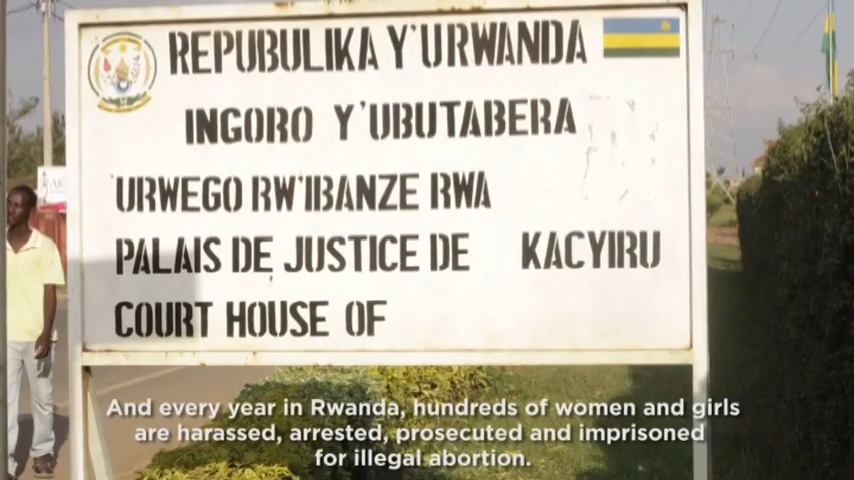 REPUBULIKA Y'URWANDA
INGORO Y'UBUTABERA
'URWEGO RW'IBANZE RWA
PALAIS DE JUSTICE DE KACYIRU
COURT HOUSE OF
And every year in Rwanda, hundreds of women and girls
are harassed, arrested, prosecuted and imprisoned
for illegal abortion.